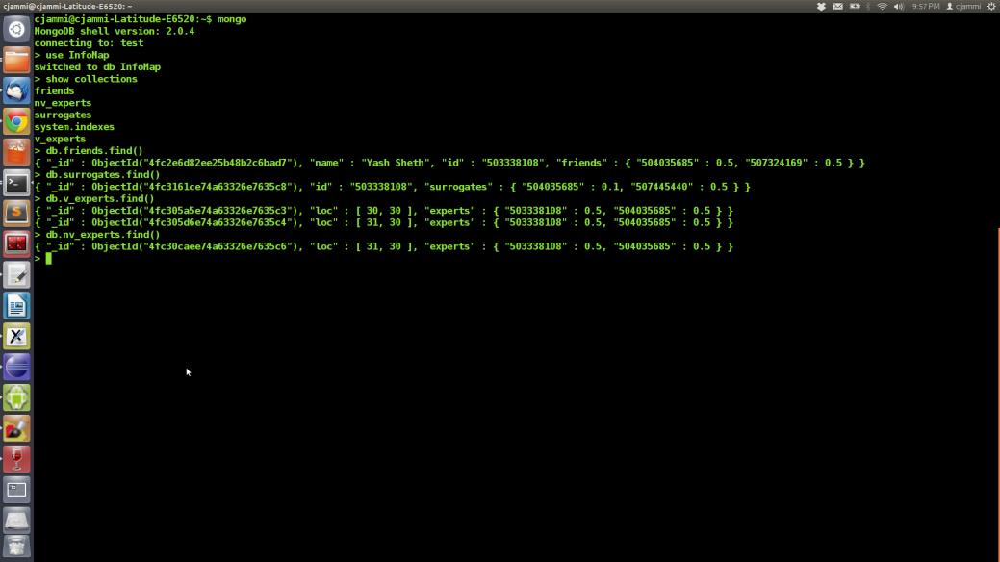 cjammi@cjammi-Latitude-E6520: ~
9:57 PM cjammi
cjammi@cjammi-Latitude-E6520:~$ mongo
MongoDB shell version: 2.0.4
connecting to: test
> use InfoMap
switched to db InfoMap
> show collections
friends
nv_experts
surrogates
system.indexes
v_experts
> db.friends.find()
{ "_id" : ObjectId("4fc2e6d82ee25b48b2c6bad7"), "name" : "Yash Sheth", "id" : "503338108", "friends" : { "504035685" : 0.5, "507324169" : 0.5 } }
> db.surrogates.find()
{ "_id" : ObjectId("4fc3161ce74a63326e7635c8"), "id" : "503338108", "surrogates" : { "504035685" : 0.1, "507445440" : 0.5 } }
> db.v_experts.find()
{ "_id" : ObjectId("4fc305a5e74a63326e7635c3"), "loc" : [ 30, 30 ], "experts" : { "503338108" : 0.5, "504035685" : 0.5 } }
{ "_id" : ObjectId("4fc305d6e74a63326e7635c4"), "loc" : [ 31, 30 ], "experts" : { "503338108" : 0.5, "504035685" : 0.5 } }
> db.nv_experts.find()
{ "_id" : ObjectId("4fc30caee74a63326e7635c6"), "loc" : [ 31, 30 ], "experts" : { "503338108" : 0.5, "504035685" : 0.5 } }
>